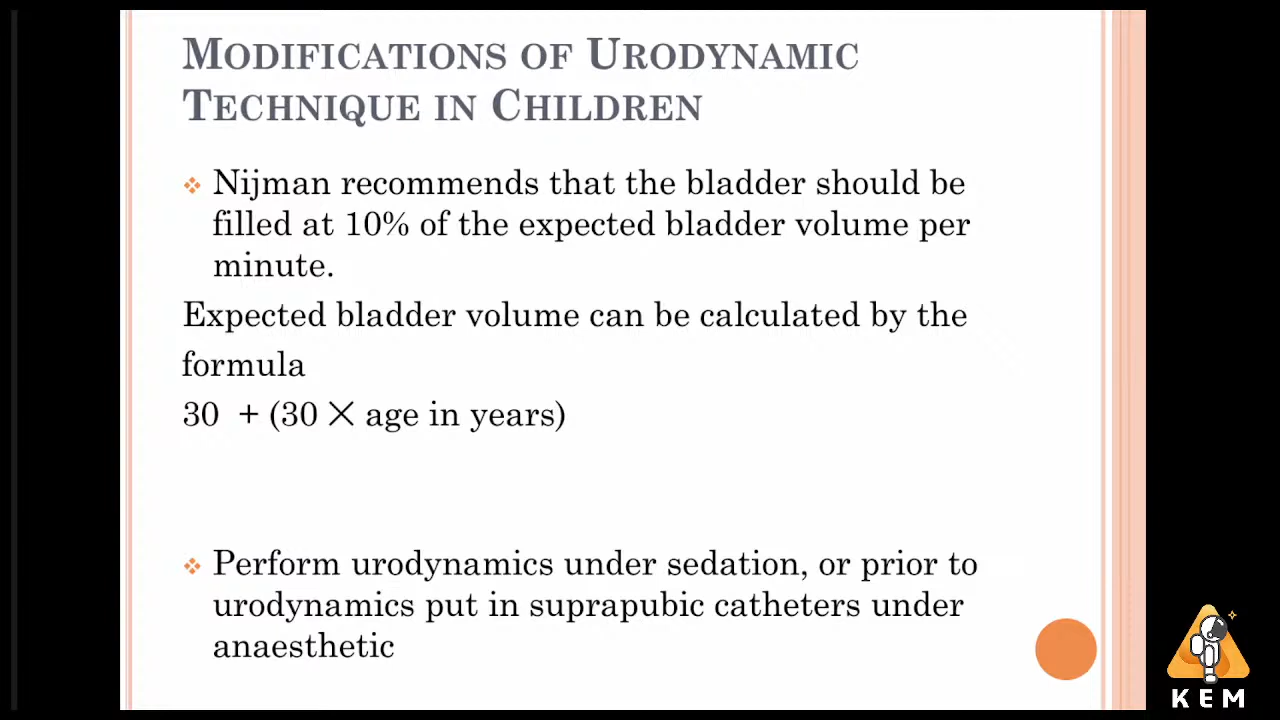 MODIFICATIONS OF URODYNAMIC
TECHNIQUE IN CHILDREN
Nijman recommends that the bladder should be
filled at 10% of the expected bladder volume per
minute.
Expected bladder volume can be calculated by the
formula
30 + (30 X age in years)
Perform urodynamics under sedation, or prior to
urodynamics put in suprapubic catheters under
anaesthetic
KEM